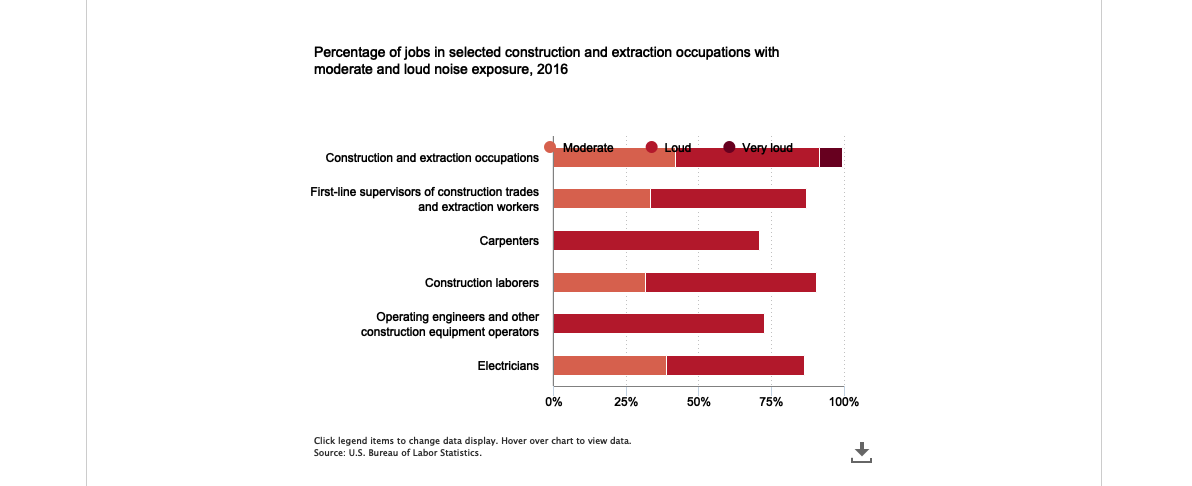 Percentage of jobs in selected construction and extraction occupations with
moderate and loud noise exposure, 2016
Moderate
Loud
Very loud
Construction and extraction occupations
First-line supervisors of construction trades
and extraction workers
Carpenters
Construction laborers
Operating engineers and other
construction equipment operators
Electricians
0%
25%
50%
75%
100%
Click legend items to change data display. Hover over chart to view data.
Source: U.S. Bureau of Labor Statistics.